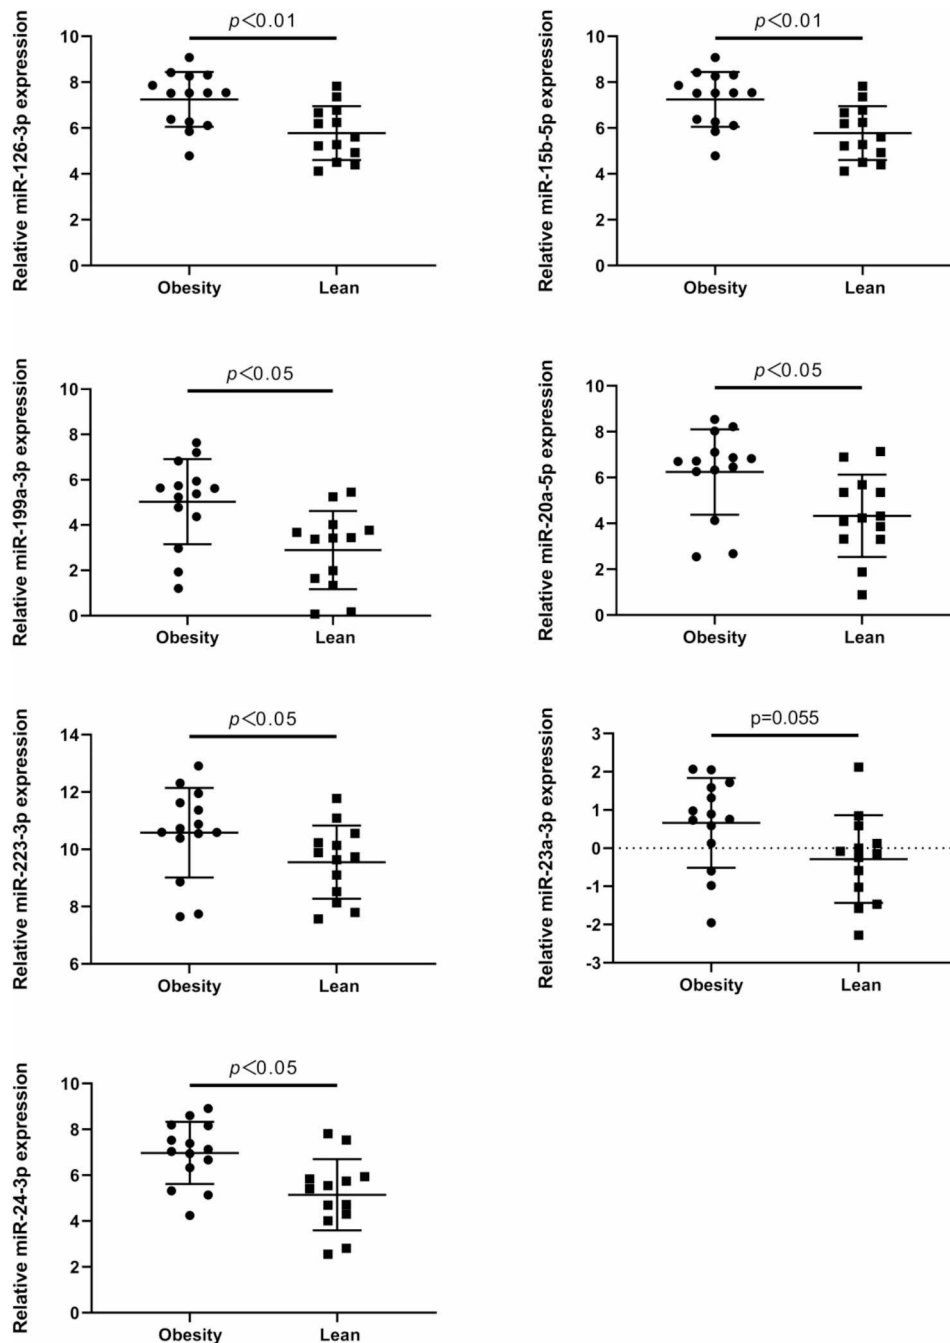 p<0.01
Relative miR-126-3p expression
10
8
6
4
2
0
Obesity Lean
p<0.01
Relative miR-15b-5p expression
10
8
6
4
2
0
Obesity Lean
p<0.05
Relative miR-199a-3p expression
10
8
6
4
2
0
Obesity Lean
p<0.05
Relative miR-20a-5p expression
10
8
6
4
2
0
Obesity Lean
p<0.05
Relative miR-223-3p expression
14
12
10
8
6
Obesity Lean
p=0.055
Relative miR-23a-3p expression
3
2
1
0
-1
-2
-3
Obesity Lean
p<0.05
Relative miR-24-3p expression
10
8
6
4
2
0
Obesity Lean